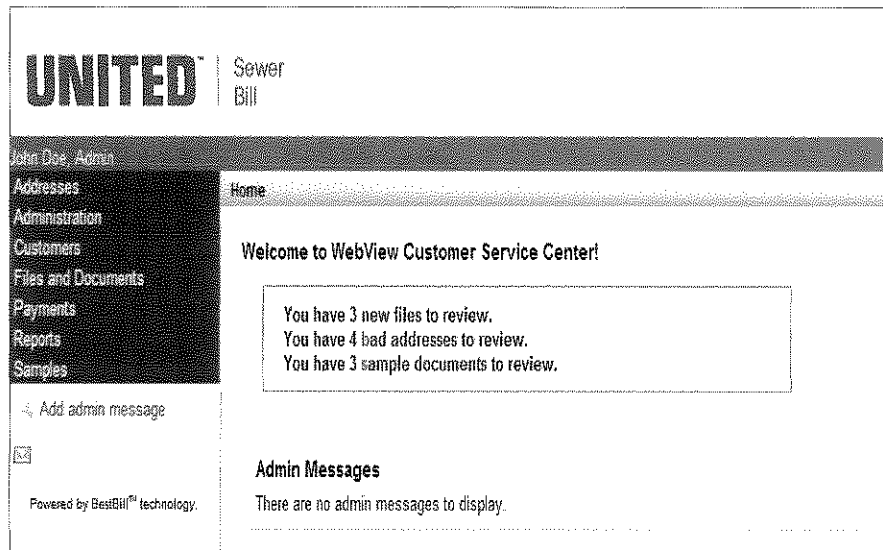 UNITED™
Sewer
Bill
John Doe, Admin
Addresses
Administration
Customers
Files and Documents
Payments
Reports
Samples
Add admin message
Powered by BestBill℠ technology.
Home
Welcome to WebView Customer Service Center!
You have 3 new files to review.
You have 4 bad addresses to review.
You have 3 sample documents to review.
Admin Messages
There are no admin messages to display.